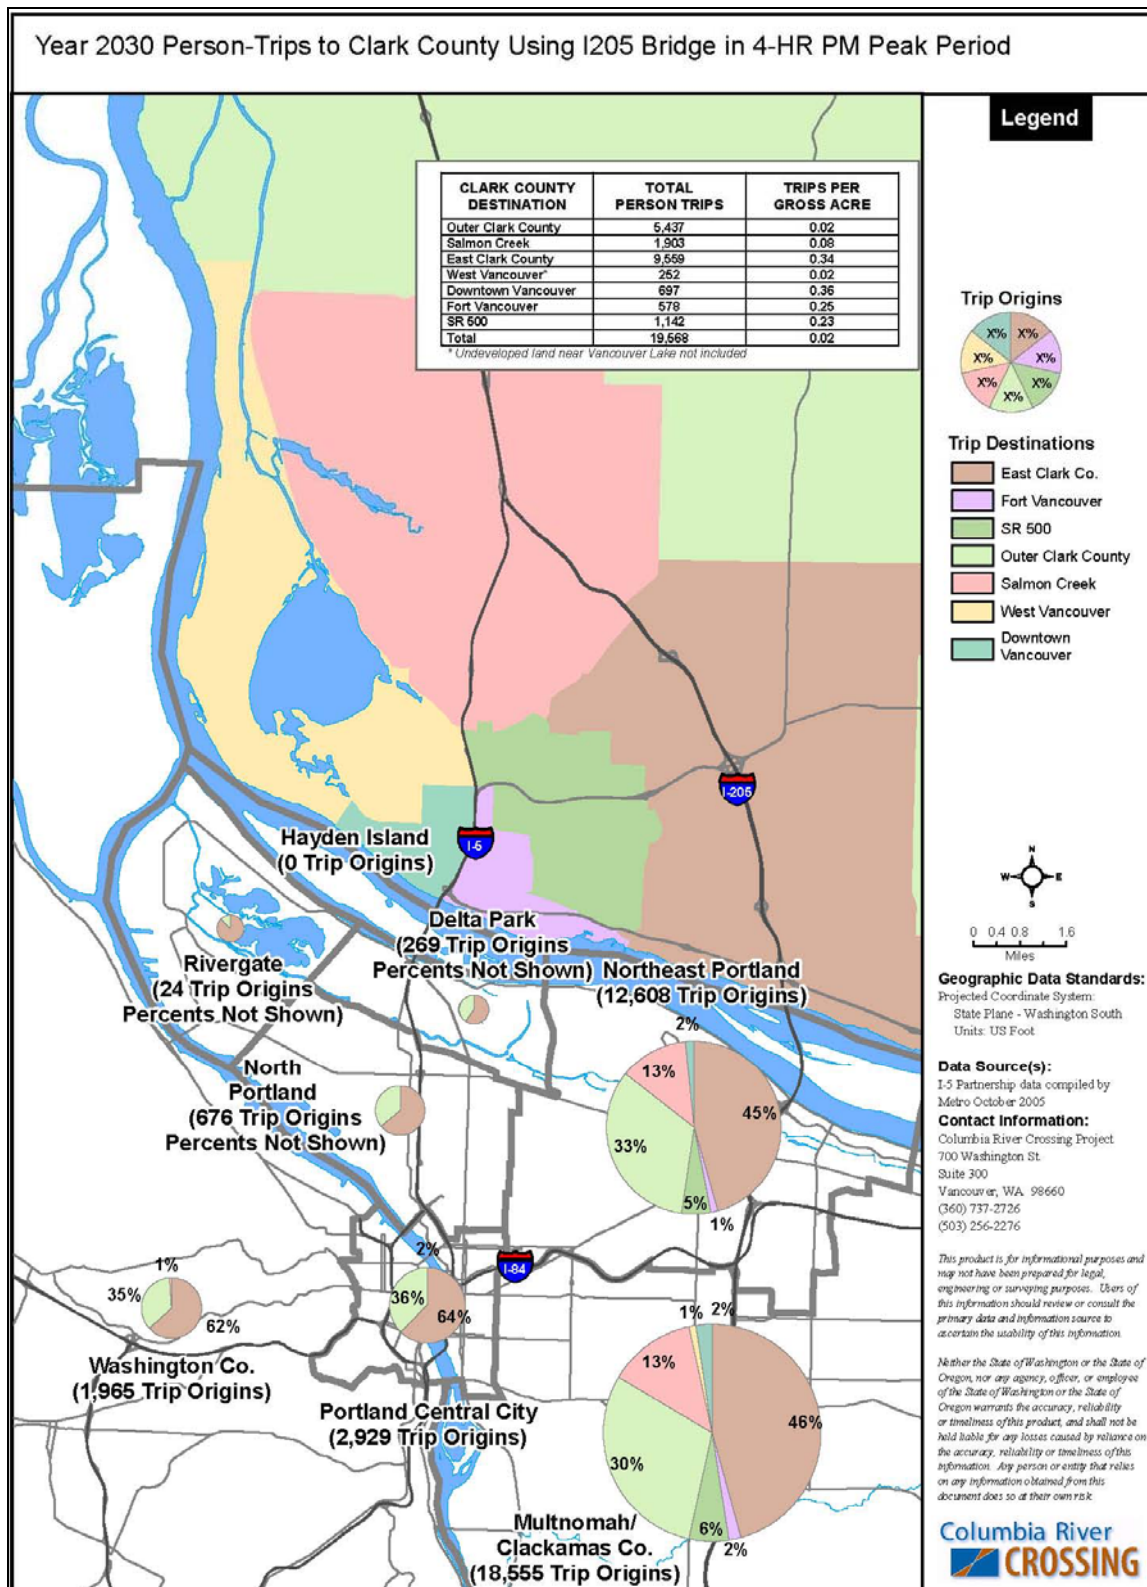 Year 2030 Person-Trips to Clark County Using I205 Bridge in 4-HR PM Peak Period
Legend
CLARK COUNTY DESTINATION TOTAL PERSON TRIPS TRIPS PER GROSS ACRE
Outer Clark County 5,437 0.02
Salmon Creek 1,903 0.08
East Clark County 9,559 0.34
West Vancouver* 252 0.02
Downtown Vancouver 697 0.36
Fort Vancouver 578 0.25
SR 500 1,142 0.23
Total 19,568 0.02
* Undeveloped land near Vancouver Lake not included
Trip Origins
X% X%
X% X%
X% X%
X%
Trip Destinations
East Clark Co.
Fort Vancouver
SR 500
Outer Clark County
Salmon Creek
West Vancouver
Downtown
Vancouver
I-205
I-5
Hayden Island
(0 Trip Origins)
Delta Park
(269 Trip Origins
Percents Not Shown)
Northeast Portland
(12,608 Trip Origins)
Rivergate
(24 Trip Origins
Percents Not Shown)
North
Portland
(676 Trip Origins
Percents Not Shown)
2%
13%
45%
33%
5%
1%
I-84
2%
36%
64%
1%
35%
62%
Washington Co.
(1,965 Trip Origins)
Portland Central City
(2,929 Trip Origins)
1% 2%
13%
46%
30%
6%
2%
Multnomah/
Clackamas Co.
(18,555 Trip Origins)
N
W E
S
0 0.4 0.8 1.6
Miles
Geographic Data Standards:
Projected Coordinate System:
State Plane - Washington South
Units: US Foot
Data Source(s):
I-5 Partnership data compiled by
Metro October 2005
Contact Information:
Columbia River Crossing Project
700 Washington St.
Suite 300
Vancouver, WA 98660
(360) 737-2726
(503) 256-2276
This product is for informational purposes and
may not have been prepared for legal,
engineering or surveying purposes. Users of
this information should review or consult the
primary data and information source to
ascertain the usability of this information.
Neither the State of Washington or the State of
Oregon, nor any agency, officer, or employee
of the State of Washington or the State of
Oregon warrants the accuracy, reliability
or timeliness of this product, and shall not be
held liable for any losses caused by reliance on
the accuracy, reliability or timeliness of this
information. Any person or entity that relies
on any information obtained from this
document does so at their own risk.
Columbia River
CROSSING